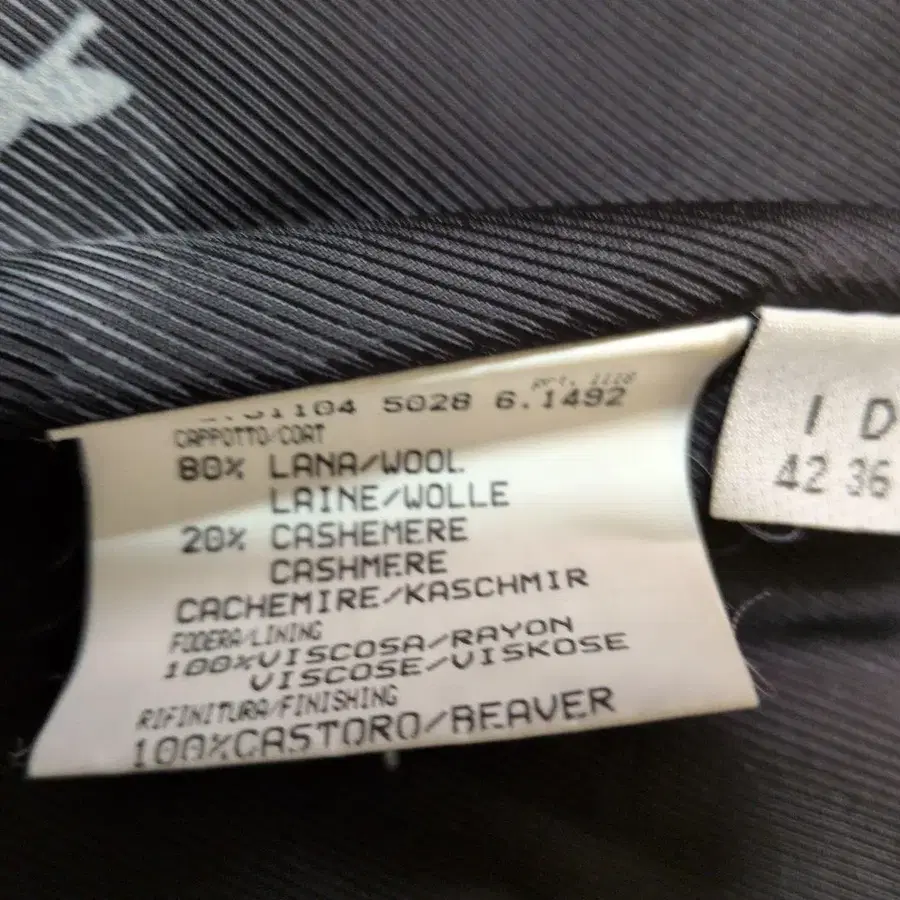 1104 5028 6.1492
CAPPOTTO/COAT
80% LANA/WOOL
LAINE/WOLLE
20% CASHEMERE
CASHMERE
CACHEMIRE/KASCHMIR
FODERA/LINING
100%VISCOSA/RAYON
VISCOSE/VISKOSE
RIFINITURA/FINISHING
100%CASTORO/BEAVER
I D
42 36